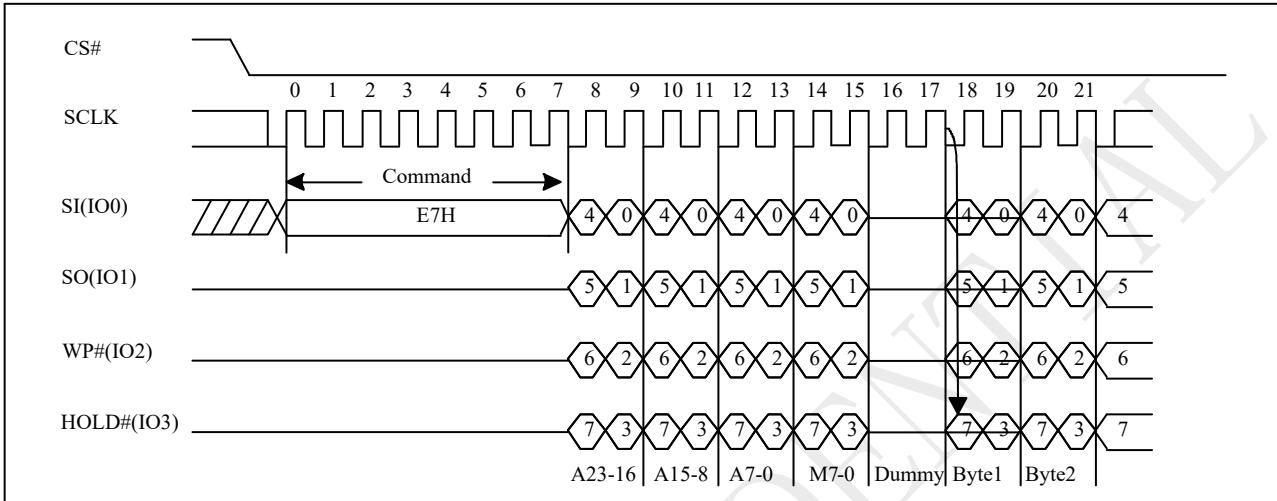 CS#
0 1 2 3 4 5 6 7 8 9 10 11 12 13 14 15 16 17 18 19 20 21
SCLK
Command
SI(IO0) E7H 4 0 4 0 4 0 4 0 4 0 4 0 4
SO(IO1) 5 1 5 1 5 1 5 1 5 1 5 1 5
WP#(IO2) 6 2 6 2 6 2 6 2 6 2 6 2 6
HOLD#(IO3) 7 3 7 3 7 3 7 3 7 3 7 3 7
A23-16 A15-8 A7-0 M7-0 Dummy Byte1 Byte2
DENTIAL